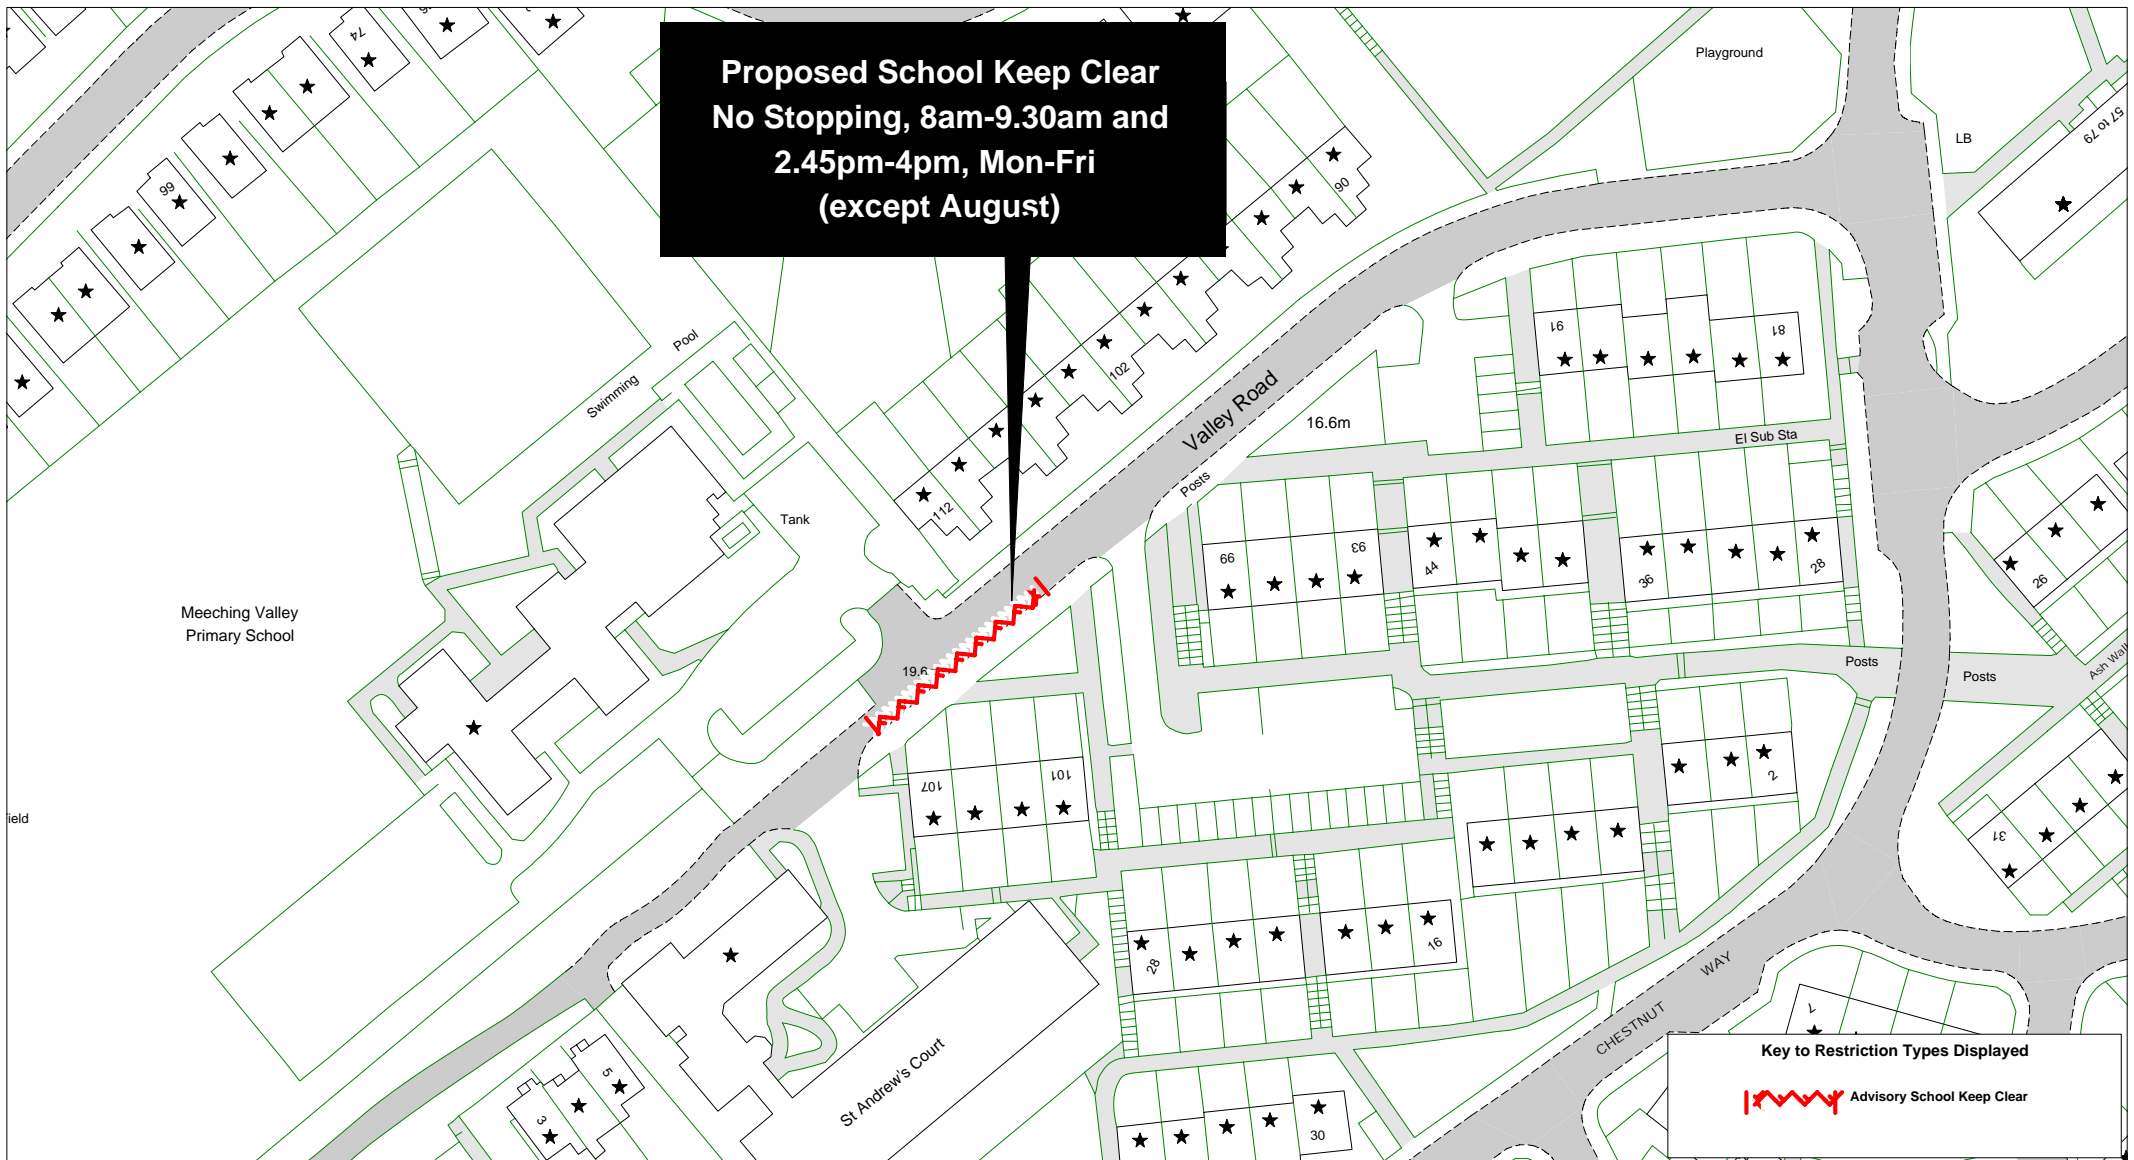 Proposed School Keep Clear
No Stopping, 8am-9.30am and
2.45pm-4pm, Mon-Fri
(except August)
Playground
LB
57 to 79
74
66
90
102
112
Pool
Swimming
Tank
Valley Road
16.6m
Posts
91
81
El Sub Sta
99
93
44
36
28
26
Meeching Valley
Primary School
19.6
Posts
Posts
Ash Walk
107
101
2
31
ield
28
16
WAY
CHESTNUT
St Andrew's Court
5
3
30
7
Key to Restriction Types Displayed
Advisory School Keep Clear